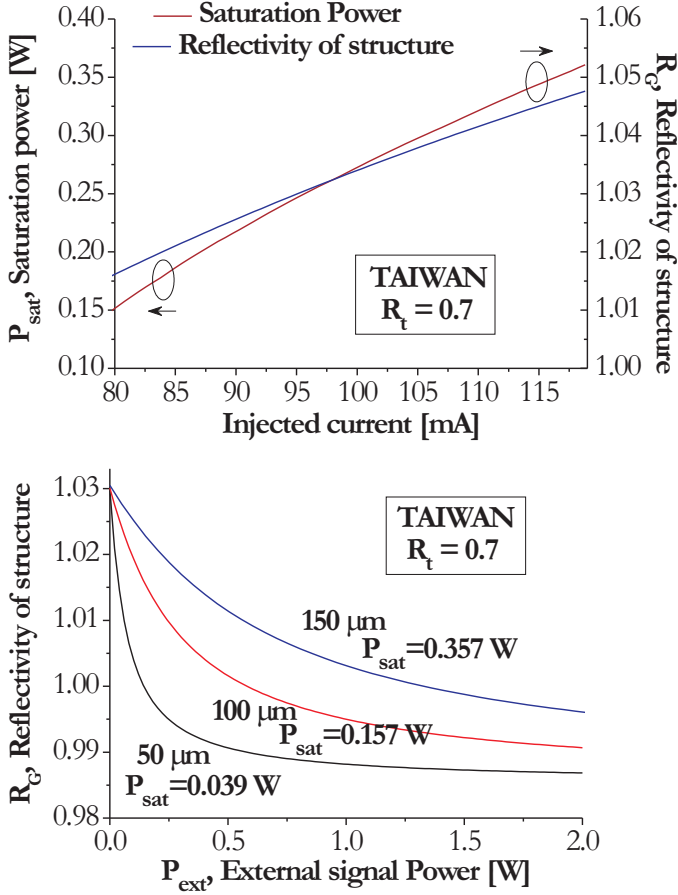 Saturation Power
Reflectivity of structure
P_sat, Saturation power [W]
0.40
0.35
0.30
0.25
0.20
0.15
0.10
R_G, Reflectivity of structure
1.06
1.05
1.04
1.03
1.02
1.01
1.00
TAIWAN
R_t = 0.7
80 85 90 95 100 105 110 115
Injected current [mA]
R_G, Reflectivity of structure
1.03
1.02
1.01
1.00
0.99
0.98
TAIWAN
R_t = 0.7
150 μm
P_sat=0.357 W
100 μm
P_sat=0.157 W
50 μm
P_sat=0.039 W
0.0 0.5 1.0 1.5 2.0
P_ext, External signal Power [W]